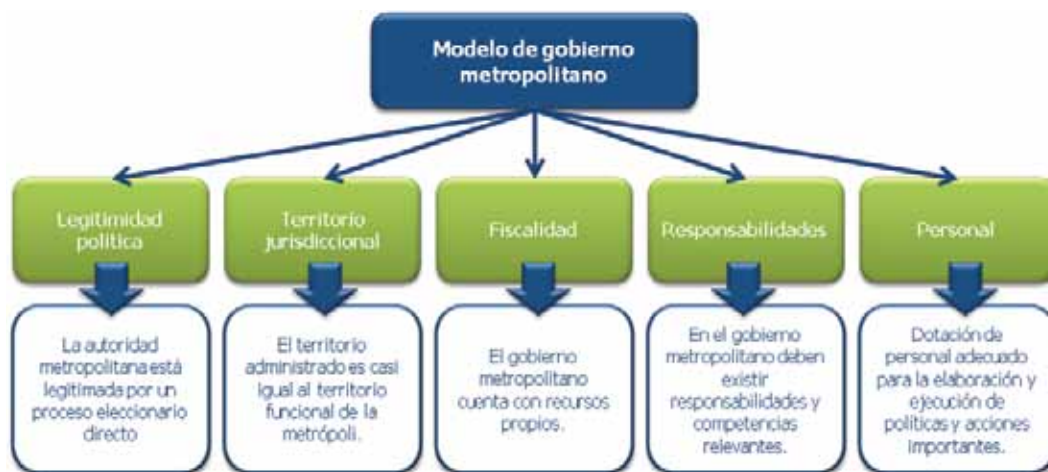 Modelo de gobierno
metropolitano
Legitimidad
política
Territorio
jurisdiccional
Fiscalidad
Responsabilidades
Personal
La autoridad
metropolitana está
legitimada por un
proceso eleccionario
directo
El territorio
administrado es casi
igual al territorio
funcional de la
metrópoli.
El gobierno
metropolitano
cuenta con recursos
propios.
En el gobierno
metropolitano deben
existir
responsabilidades y
competencias
relevantes.
Dotación de
personal adecuado
para la elaboración y
ejecución de
políticas y acciones
importantes.